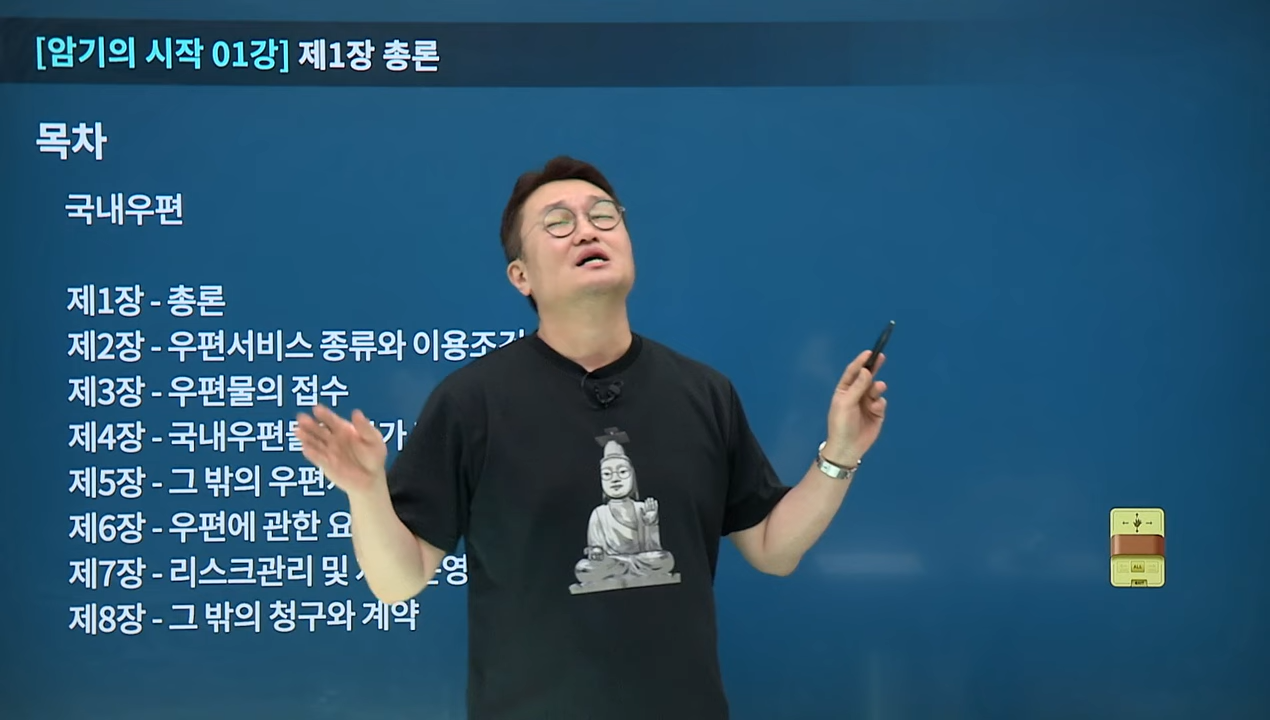 [암기의 시작 01강] 제1장 총론
목차
국내우편
제1장 - 총론
제2장 - 우편서비스 종류와 이용조건
제3장 - 우편물의 접수
제4장 - 국내우편물
제5장 - 그 밖의 우편
제6장 - 우편에 관한 요
제7장 - 리스크관리 및
제8장 - 그 밖의 청구와 계약